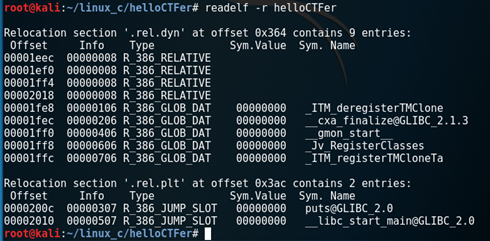 root@kali:~/linux_c/helloCTFer# readelf -r helloCTFer

Relocation section '.rel.dyn' at offset 0x364 contains 9 entries:
 Offset     Info    Type            Sym.Value  Sym. Name
00001eec  00000008 R_386_RELATIVE
00001ef0  00000008 R_386_RELATIVE
00001ff4  00000008 R_386_RELATIVE
00002018  00000008 R_386_RELATIVE
00001fe8  00000106 R_386_GLOB_DAT    00000000   _ITM_deregisterTMClone
00001fec  00000206 R_386_GLOB_DAT    00000000   __cxa_finalize@GLIBC_2.1.3
00001ff0  00000406 R_386_GLOB_DAT    00000000   __gmon_start__
00001ff8  00000606 R_386_GLOB_DAT    00000000   _Jv_RegisterClasses
00001ffc  00000706 R_386_GLOB_DAT    00000000   _ITM_registerTMCloneTa

Relocation section '.rel.plt' at offset 0x3ac contains 2 entries:
 Offset     Info    Type            Sym.Value  Sym. Name
0000200c  00000307 R_386_JUMP_SLOT   00000000   puts@GLIBC_2.0
00002010  00000507 R_386_JUMP_SLOT   00000000   __libc_start_main@GLIBC_2.0
root@kali:~/linux_c/helloCTFer#